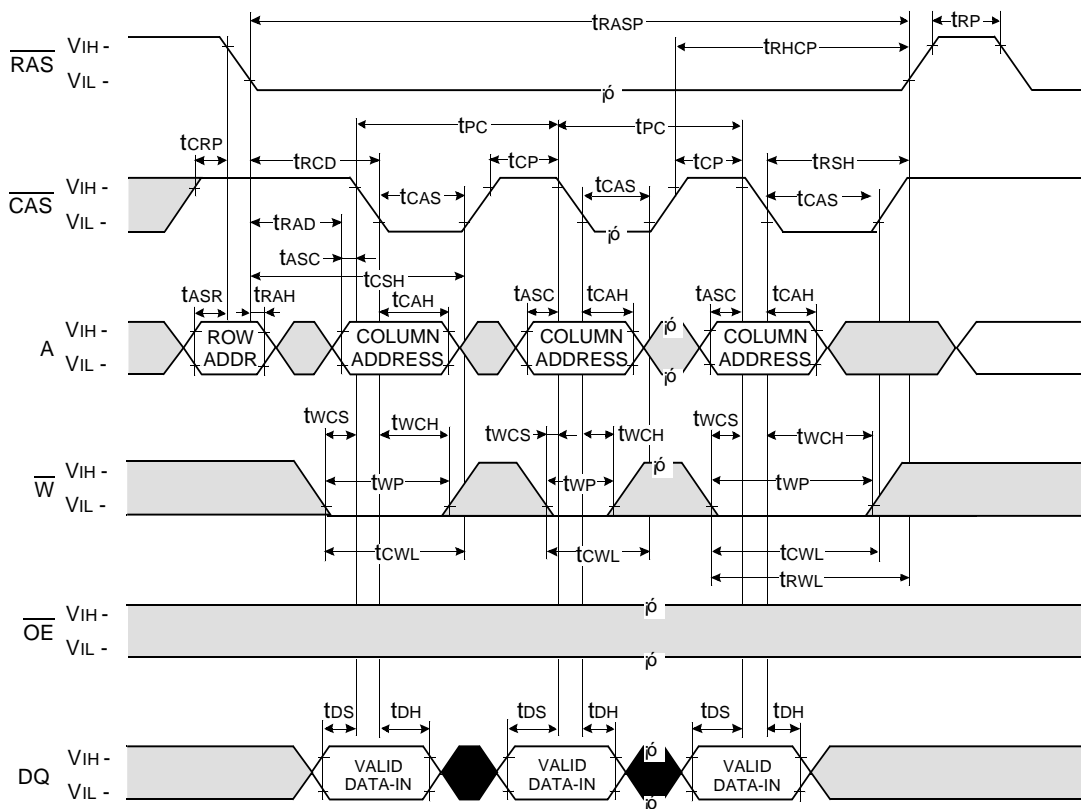 tRASP
tRP
tRHCP
RAS
VIH -
VIL -
¡ó
tPC
tPC
tCRP
tRCD
tCP
tCP
tRSH
CAS
VIH -
VIL -
tCAS
tCAS
tCAS
¡ó
tRAD
tASC
tCSH
tASR
tRAH
tCAH
tASC
tCAH
tASC
tCAH
A
VIH -
VIL -
ROW
ADDR
COLUMN
ADDRESS
COLUMN
ADDRESS
¡ó
¡ó
COLUMN
ADDRESS
tWCS
tWCH
tWCS
tWCH
tWCS
tWCH
W
VIH -
VIL -
¡ó
tWP
tWP
tWP
tCWL
tCWL
tCWL
tRWL
OE
VIH -
VIL -
¡ó
¡ó
tDS
tDH
tDS
tDH
tDS
tDH
DQ
VIH -
VIL -
VALID
DATA-IN
VALID
DATA-IN
¡ó
¡ó
VALID
DATA-IN